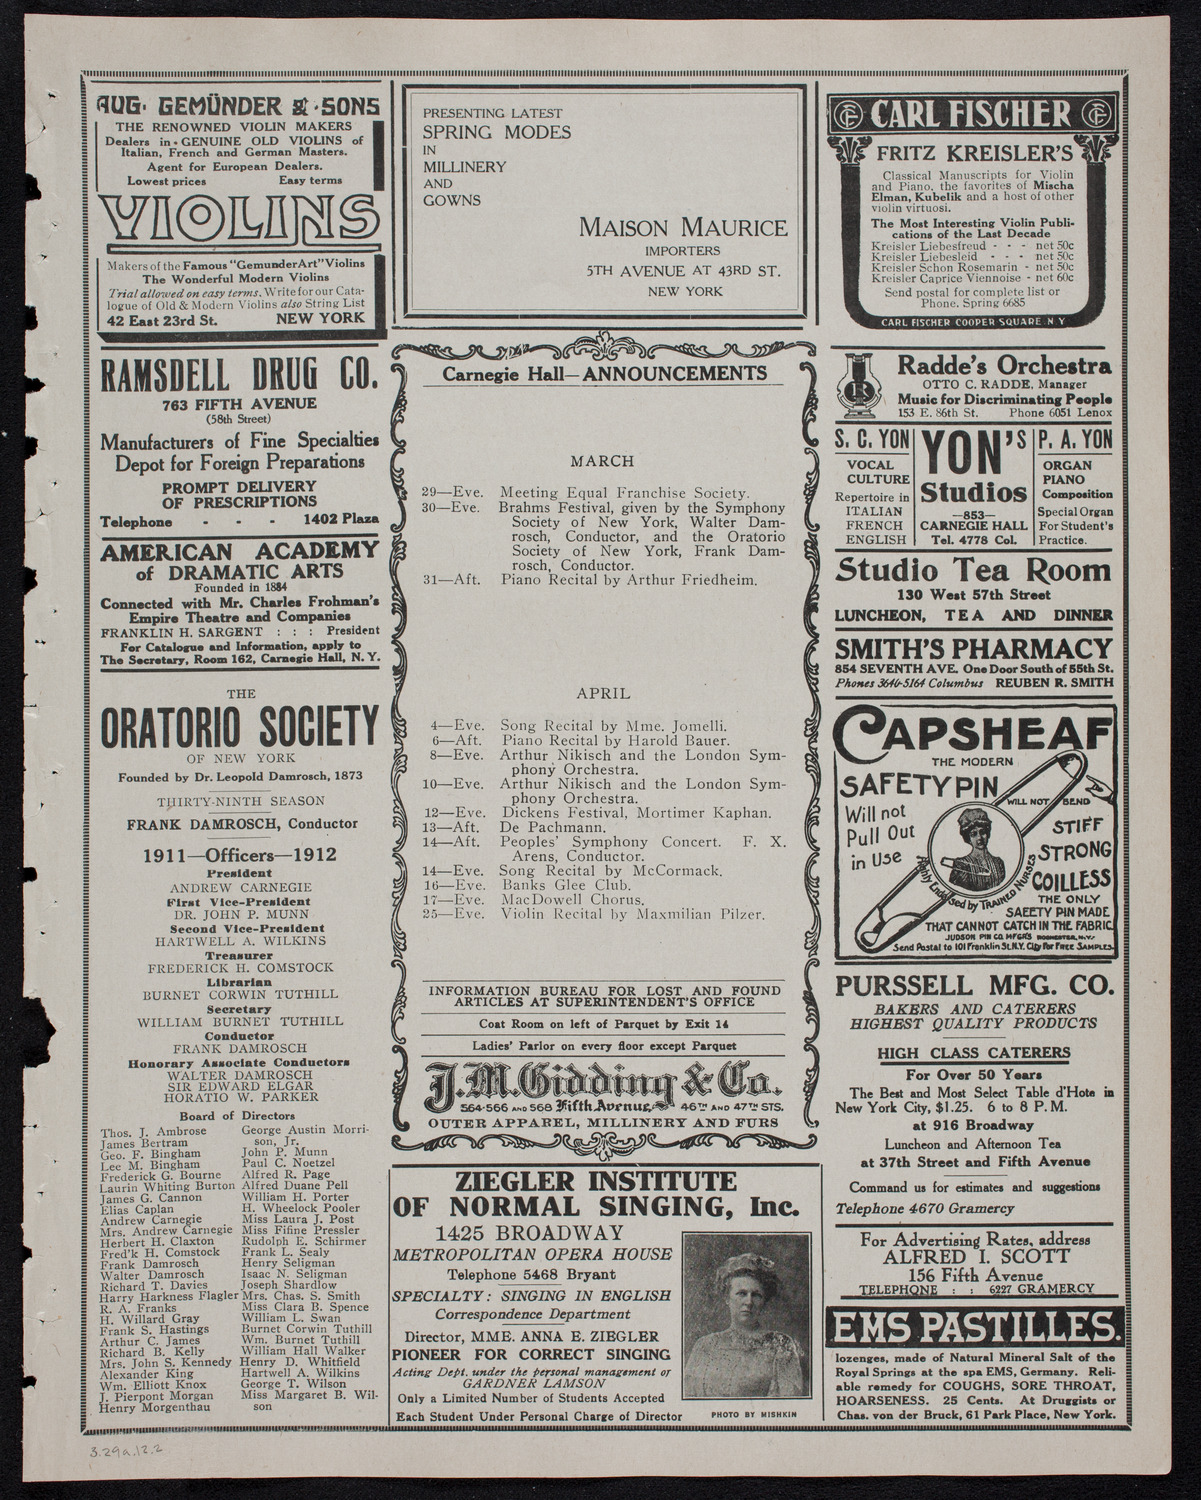 AUG. GEMÜNDER & SONS
THE RENOWNED VIOLIN MAKERS
Dealers in GENUINE OLD VIOLINS of
Italian, French and German Masters.
Agent for European Dealers.
Lowest prices Easy terms
VIOLINS
Makers of the Famous "GemunderArt" Violins
The Wonderful Modern Violins
Trial allowed on easy terms. Write for our Cata-
logue of Old & Modern Violins also String List
42 East 23rd St. NEW YORK
RAMSDELL DRUG CO.
763 FIFTH AVENUE
(58th Street)
Manufacturers of Fine Specialties
Depot for Foreign Preparations
PROMPT DELIVERY
OF PRESCRIPTIONS
Telephone - - - 1402 Plaza
AMERICAN ACADEMY
of DRAMATIC ARTS
Founded in 1884
Connected with Mr. Charles Frohman's
Empire Theatre and Companies
FRANKLIN H. SARGENT : : : President
For Catalogue and Information, apply to
The Secretary, Room 162, Carnegie Hall, N. Y.
THE
ORATORIO SOCIETY
OF NEW YORK
Founded by Dr. Leopold Damrosch, 1873
THIRTY-NINTH SEASON
FRANK DAMROSCH, Conductor
1911—Officers—1912
President
ANDREW CARNEGIE
First Vice-President
DR. JOHN P. MUNN
Second Vice-President
HARTWELL A. WILKINS
Treasurer
FREDERICK H. COMSTOCK
Librarian
BURNET CORWIN TUTHILL
Secretary
WILLIAM BURNET TUTHILL
Conductor
FRANK DAMROSCH
Honorary Associate Conductors
WALTER DAMROSCH
SIR EDWARD ELGAR
HORATIO W. PARKER
Board of Directors
Thos. J. Ambrose
James Bertram
Geo. F. Bingham
Lee M. Bingham
Frederick G. Bourne
Laurin Whiting Burton
James G. Cannon
Elias Caplan
Andrew Carnegie
Mrs. Andrew Carnegie
Herbert H. Claxton
Fred'k H. Comstock
Frank Damrosch
Walter Damrosch
Richard T. Davies
Harry Harkness Flagler
R. A. Franks
H. Willard Gray
Frank S. Hastings
Arthur C. James
Richard B. Kelly
Mrs. John S. Kennedy
Alexander King
Wm. Elliott Knox
J. Pierpont Morgan
Henry Morgenthau
George Austin Morri-
son, Jr.
John P. Munn
Paul C. Noetzel
Alfred R. Page
Alfred Duane Pell
William H. Porter
H. Wheelock Pooler
Miss Laura J. Post
Miss Fifine Pressler
Rudolph E. Schirmer
Frank L. Sealy
Henry Seligman
Isaac N. Seligman
Joseph Shardlow
Mrs. Chas. S. Smith
Miss Clara B. Spence
William L. Swan
Burnet Corwin Tuthill
Wm. Burnet Tuthill
William Hall Walker
Henry D. Whitfield
Hartwell A. Wilkins
George T. Wilson
Miss Margaret B. Wil-
son
PRESENTING LATEST
SPRING MODES
IN
MILLINERY
AND
GOWNS
MAISON MAURICE
IMPORTERS
5TH AVENUE AT 43RD ST.
NEW YORK
Carnegie Hall—ANNOUNCEMENTS
MARCH
29—Eve. Meeting Equal Franchise Society.
30—Eve. Brahms Festival, given by the Symphony
Society of New York, Walter Dam-
rosch, Conductor, and the Oratorio
Society of New York, Frank Dam-
rosch, Conductor.
31—Aft. Piano Recital by Arthur Friedheim.
APRIL
4—Eve. Song Recital by Mme. Jomelli.
6—Aft. Piano Recital by Harold Bauer.
8—Eve. Arthur Nikisch and the London Sym-
phony Orchestra.
10—Eve. Arthur Nikisch and the London Sym-
phony Orchestra.
12—Eve. Dickens Festival, Mortimer Kaphan.
13—Aft. De Pachmann.
14—Aft. Peoples' Symphony Concert. F. X.
Arens, Conductor.
14—Eve. Song Recital by McCormack.
16—Eve. Banks Glee Club.
17—Eve. MacDowell Chorus.
25—Eve. Violin Recital by Maxmilian Pilzer.
INFORMATION BUREAU FOR LOST AND FOUND
ARTICLES AT SUPERINTENDENT'S OFFICE
Coat Room on left of Parquet by Exit 14
Ladies' Parlor on every floor except Parquet
J.M. Gidding & Co.
564-566 AND 568 Fifth Avenue, 46TH AND 47TH STS.
OUTER APPAREL, MILLINERY AND FURS
ZIEGLER INSTITUTE
OF NORMAL SINGING, Inc.
1425 BROADWAY
METROPOLITAN OPERA HOUSE
Telephone 5468 Bryant
SPECIALTY: SINGING IN ENGLISH
Correspondence Department
Director, MME. ANNA E. ZIEGLER
PIONEER FOR CORRECT SINGING
Acting Dept. under the personal management of
GARDNER LAMSON
Only a Limited Number of Students Accepted
Each Student Under Personal Charge of Director
PHOTO BY MISHKIN
CF CARL FISCHER CF
FRITZ KREISLER'S
Classical Manuscripts for Violin
and Piano, the favorites of Mischa
Elman, Kubelik and a host of other
violin virtuosi.
The Most Interesting Violin Publi-
cations of the Last Decade
Kreisler Liebesfreud - - - net 50c
Kreisler Liebesleid - - - net 50c
Kreisler Schon Rosemarin - net 50c
Kreisler Caprice Viennoise - net 60c
Send postal for complete list or
Phone. Spring 6685
CARL FISCHER COOPER SQUARE N Y
R
Radde's Orchestra
OTTO C. RADDE, Manager
Music for Discriminating People
153 E. 86th St. Phone 6051 Lenox
S. C. YON
VOCAL
CULTURE
Repertoire in
ITALIAN
FRENCH
ENGLISH
YON'S
Studios
—853—
CARNEGIE HALL
Tel. 4778 Col.
P. A. YON
ORGAN
PIANO
Composition
Special Organ
For Student's
Practice.
Studio Tea Room
130 West 57th Street
LUNCHEON, TEA AND DINNER
SMITH'S PHARMACY
854 SEVENTH AVE. One Door South of 55th St.
Phones 3646-5164 Columbus REUBEN R. SMITH
CAPSHEAF
THE MODERN
SAFETY PIN
WILL NOT BEND
Will not
Pull Out
in Use
STIFF
STRONG
COILLESS
Highly Endorsed by TRAINED NURSES
THE ONLY
SAFETY PIN MADE
THAT CANNOT CATCH IN THE FABRIC
JUDSON PIN CO. MFGRS ROCHESTER, N.Y.
Send Postal to 101 Franklin St. N.Y. City for FREE SAMPLES
PURSSELL MFG. CO.
BAKERS AND CATERERS
HIGHEST QUALITY PRODUCTS
HIGH CLASS CATERERS
For Over 50 Years
The Best and Most Select Table d'Hote in
New York City, $1.25. 6 to 8 P. M.
at 916 Broadway
Luncheon and Afternoon Tea
at 37th Street and Fifth Avenue
Command us for estimates and suggestions
Telephone 4670 Gramercy
For Advertising Rates, address
ALFRED I. SCOTT
156 Fifth Avenue
TELEPHONE : : 6227 GRAMERCY
EMS PASTILLES.
lozenges, made of Natural Mineral Salt of the
Royal Springs at the spa EMS, Germany. Reli-
able remedy for COUGHS, SORE THROAT,
HOARSENESS. 25 Cents. At Druggists or
Chas. von der Bruck, 61 Park Place, New York.
3.29a.12.2